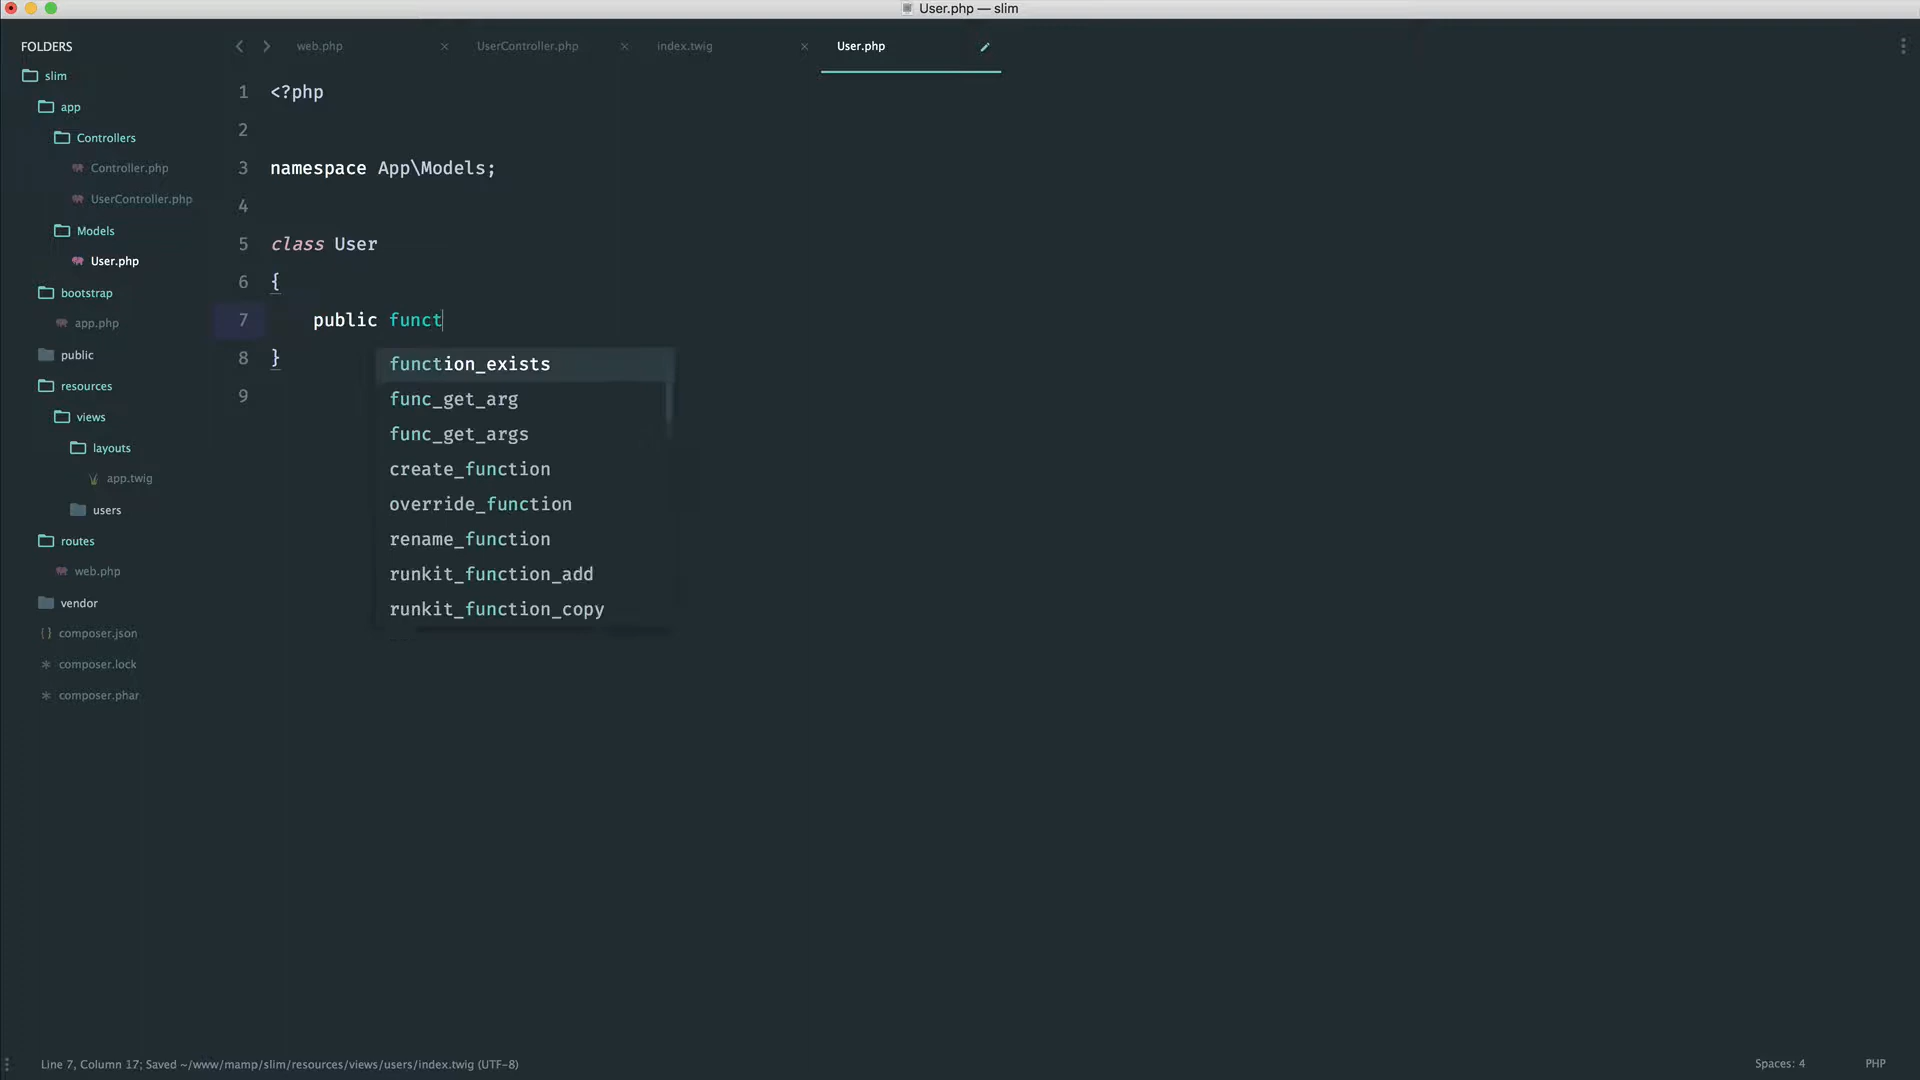 User.php — slim
FOLDERS
slim
app
Controllers
Controller.php
UserController.php
Models
User.php
bootstrap
app.php
public
resources
views
layouts
app.twig
users
routes
web.php
vendor
composer.json
composer.lock
composer.phar
web.php
UserController.php
index.twig
User.php
1 <?php
2
3 namespace App\Models;
4
5 class User
6 {
7 public funct
8 }
9
function_exists
func_get_arg
func_get_args
create_function
override_function
rename_function
runkit_function_add
runkit_function_copy
Line 7, Column 17; Saved ~/www/mamp/slim/resources/views/users/index.twig (UTF-8)
Spaces: 4
PHP